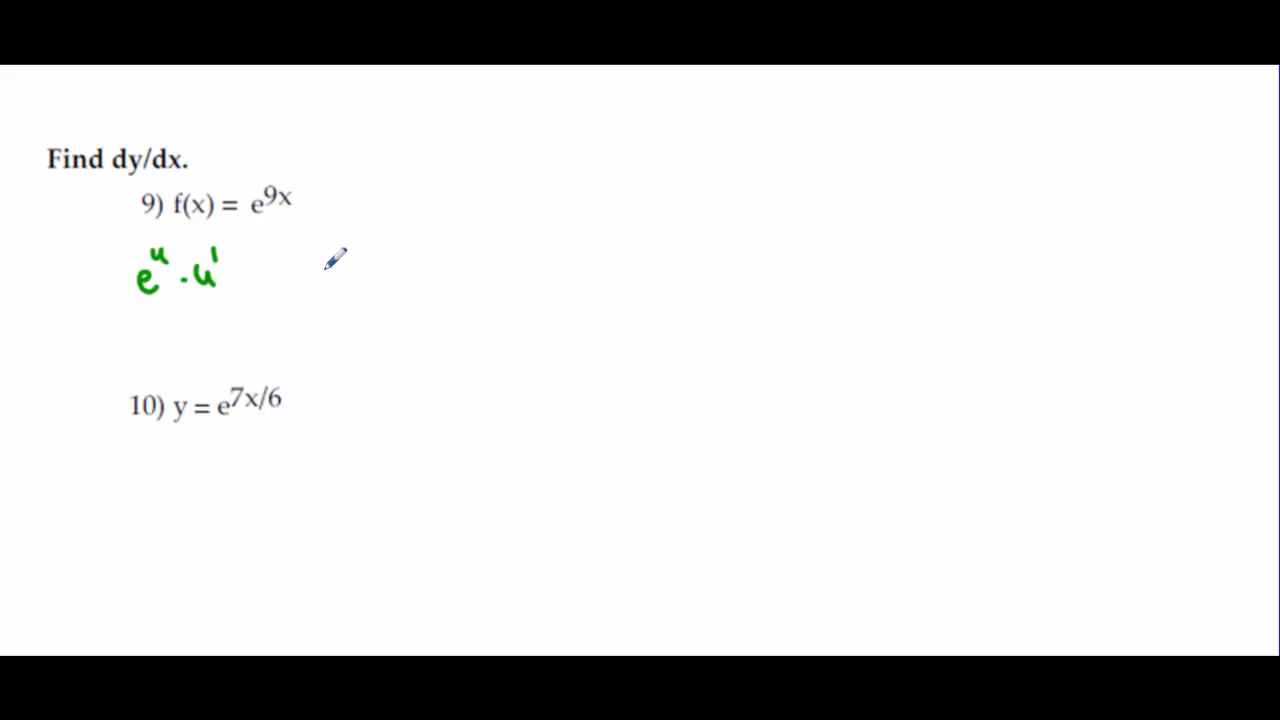 Find dy/dx.
9) f(x) = e^9x
e^u · u'
10) y = e^7x/6